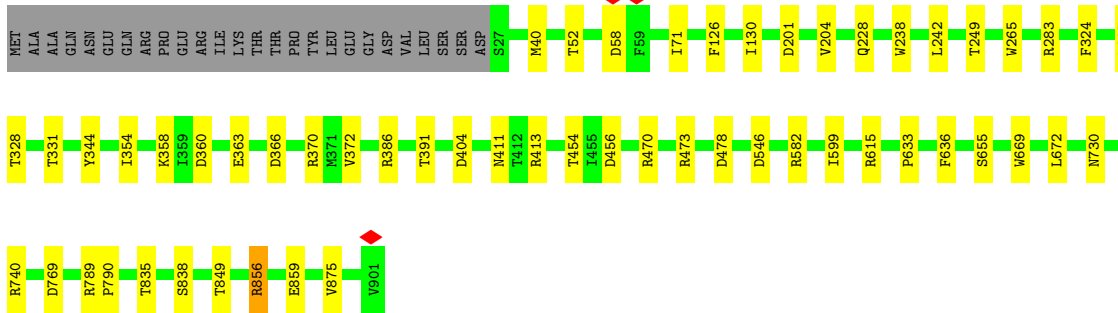 MET ALA ALA GLN ASN GLU GLN ARG PRO GLU ARG ILE LYS THR THR PRO TYR LEU GLU GLY ASP VAL LEU SER SER ASP S27 M40 T52 D58 F59 I71 F126 I130 D201 V204 Q228 W238 L242 T249 W265 R283 F324
T328 T331 Y344 I354 K358 I359 D360 E363 D366 R370 M371 V372 R386 T391 D404 N411 T412 R413 T454 I455 D456 R470 R473 D478 D546 R582 I599 R615 P633 F636 S655 W669 L672 N730
R740 D769 R789 P790 T835 S838 T849 R856 E859 V875 V901